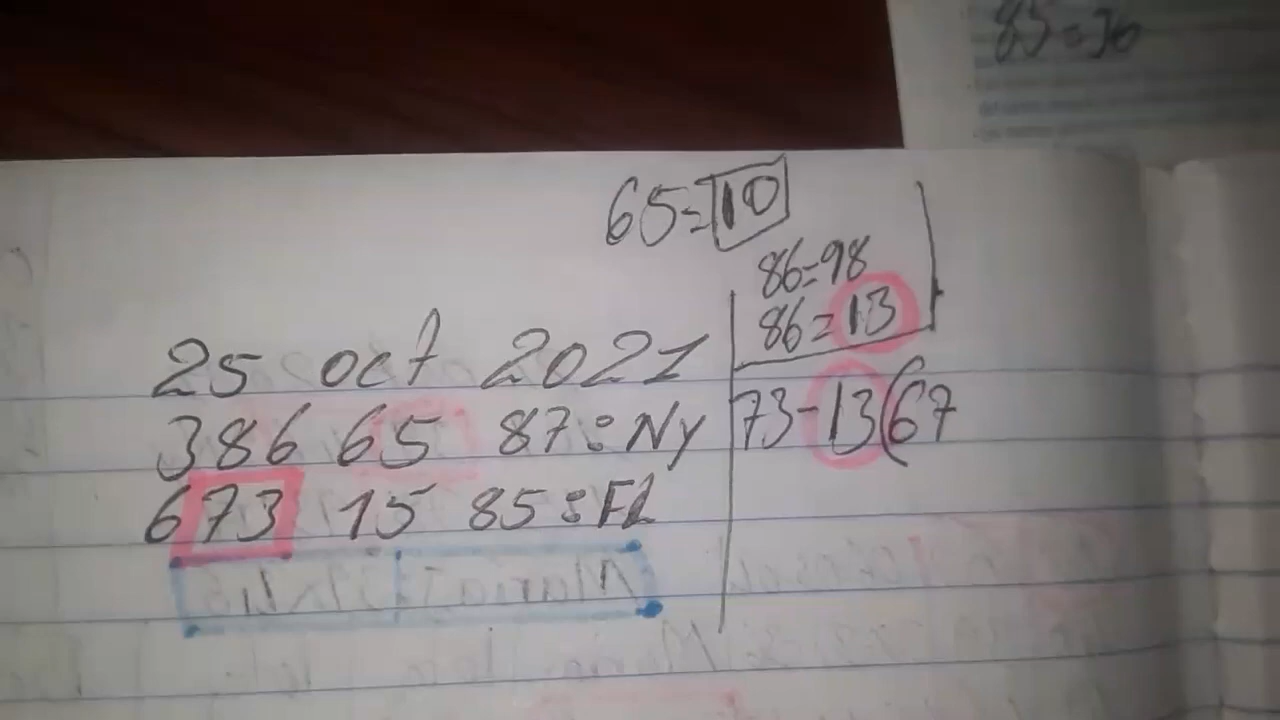 85=36
65=10
86=98
86=13
25 oct 2021
386 65 87:Ny
73-13(67
673 15 85:FL